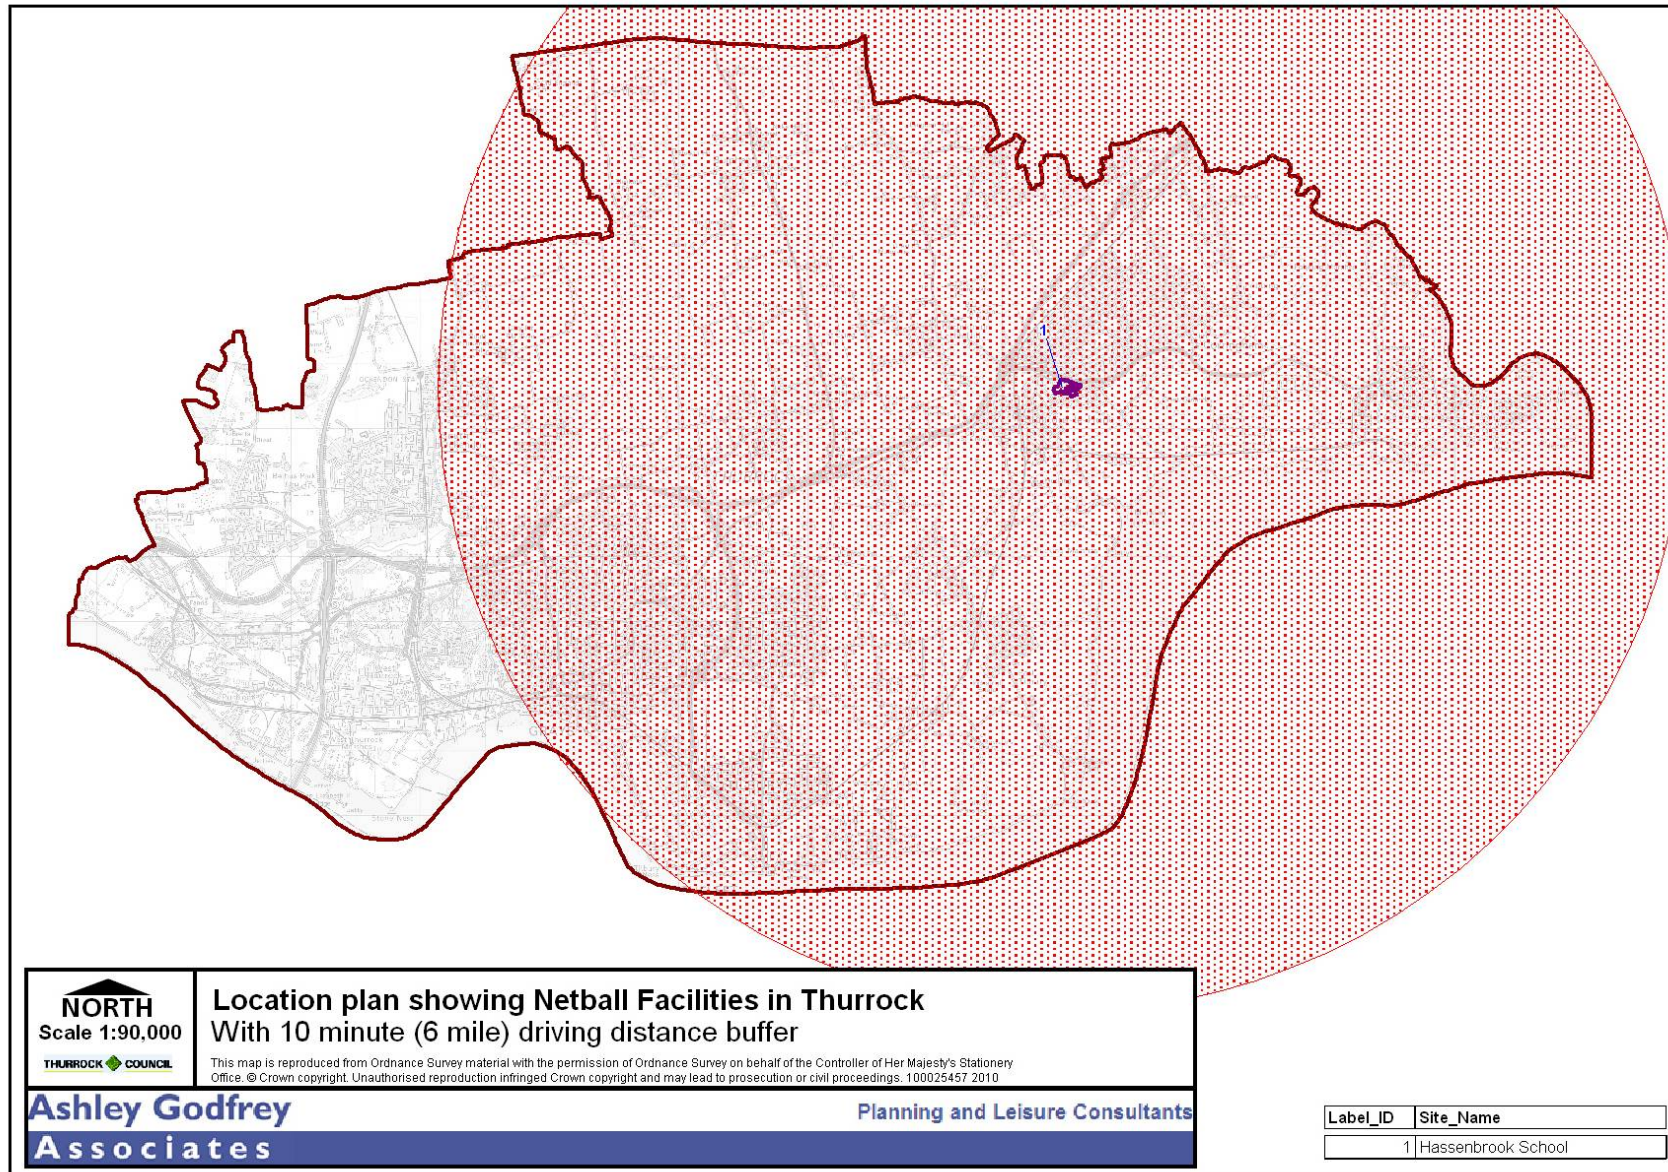 1
NORTH
Scale 1:90,000
THURROCK COUNCIL
Location plan showing Netball Facilities in Thurrock
With 10 minute (6 mile) driving distance buffer
This map is reproduced from Ordnance Survey material with the permission of Ordnance Survey on behalf of the Controller of Her Majesty's Stationery
Office. © Crown copyright. Unauthorised reproduction infringed Crown copyright and may lead to prosecution or civil proceedings. 100025457 2010
Ashley Godfrey
Associates
Planning and Leisure Consultants
Label_ID Site_Name
1 Hassenbrook School